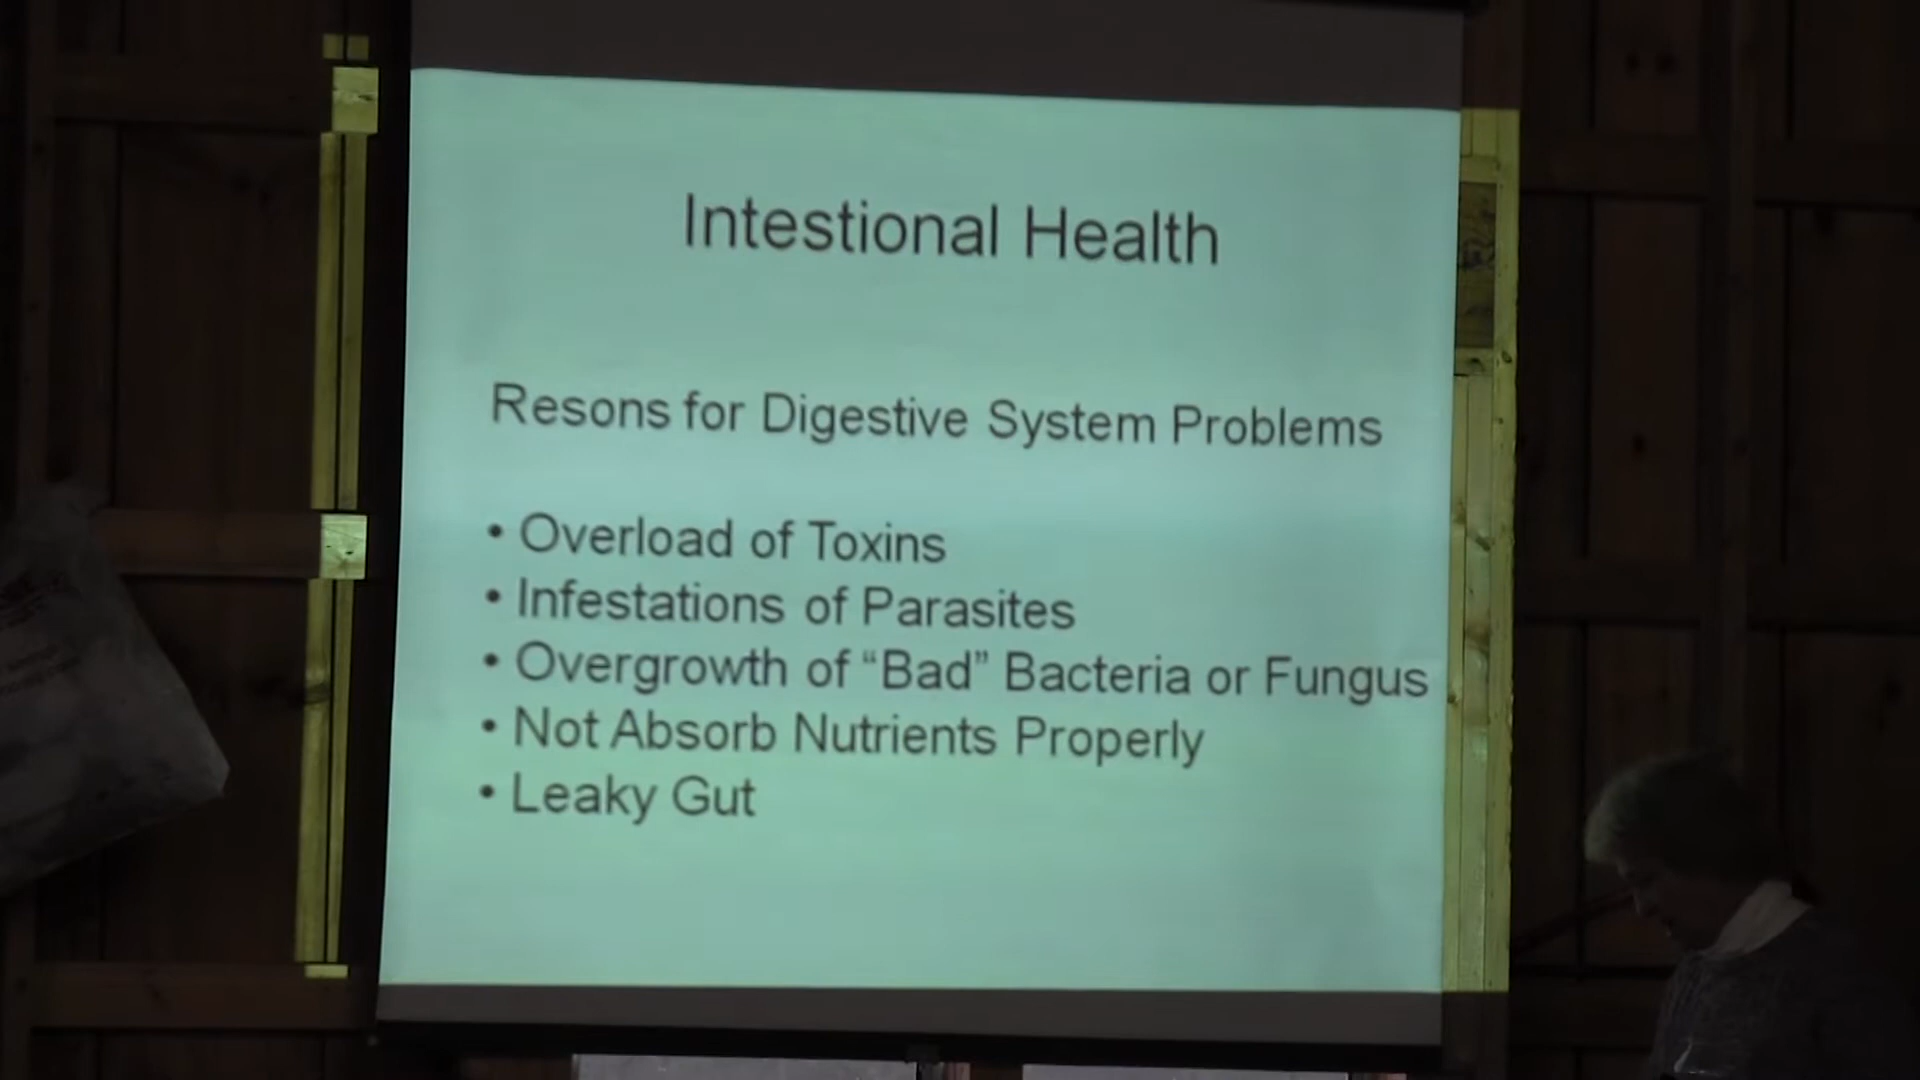 Intestional Health
Resons for Digestive System Problems
• Overload of Toxins
• Infestations of Parasites
• Overgrowth of “Bad” Bacteria or Fungus
• Not Absorb Nutrients Properly
• Leaky Gut